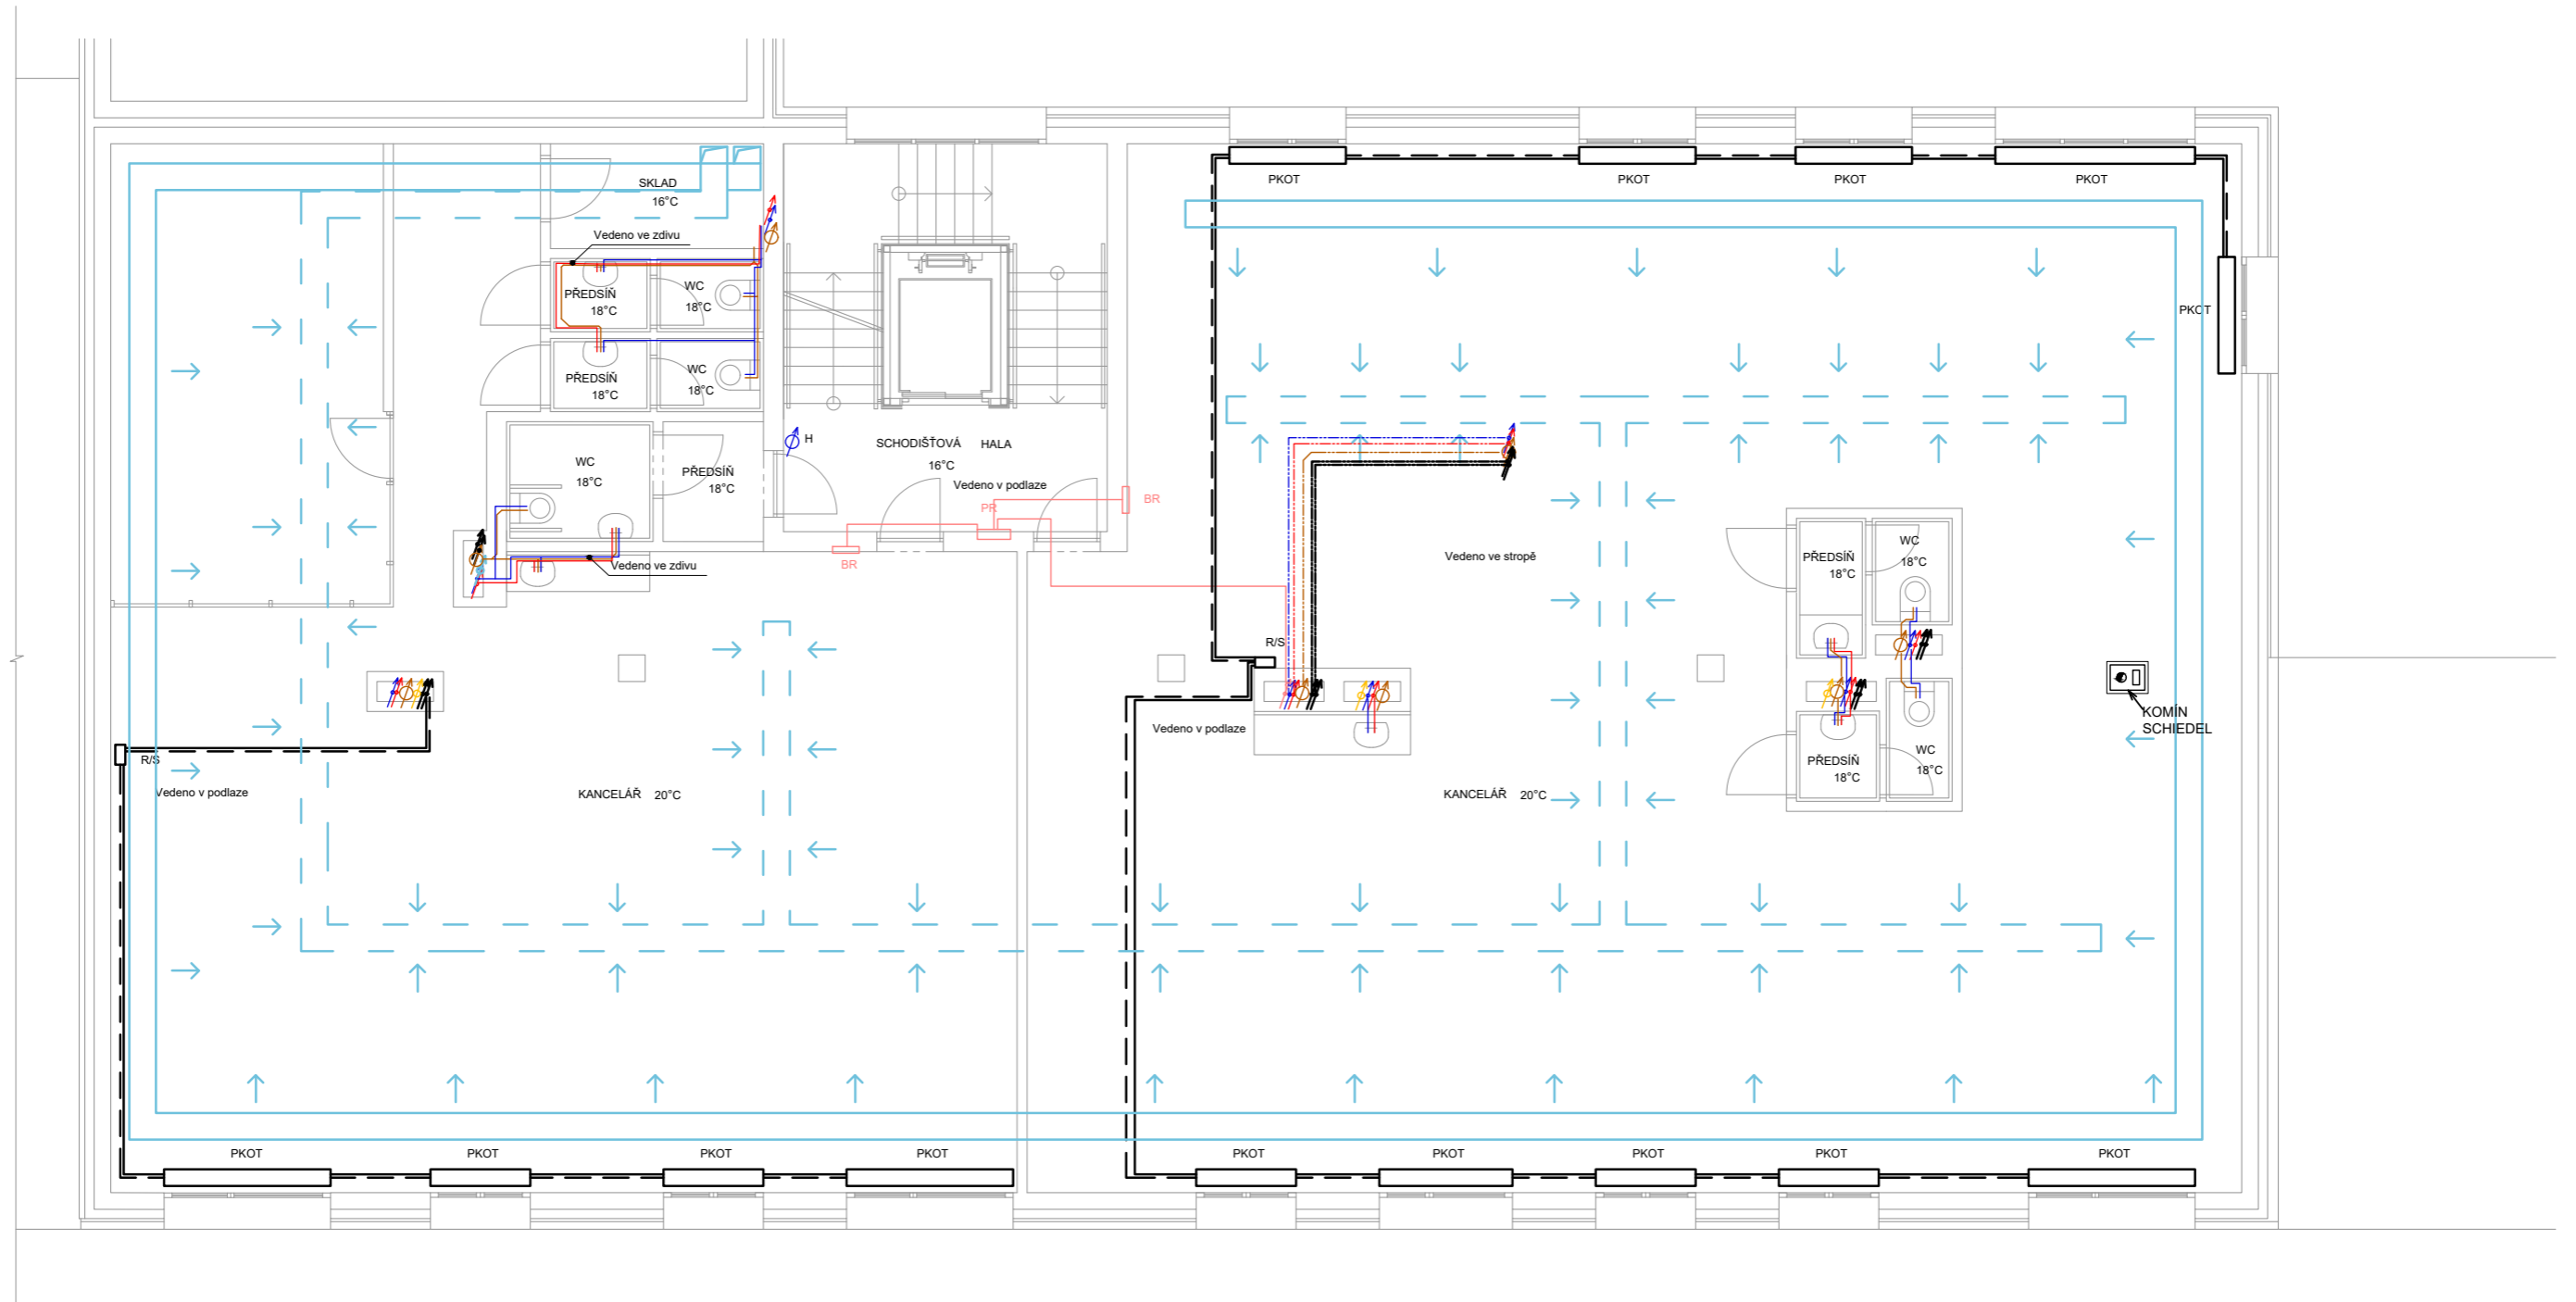 PKOT
PKOT
PKOT
PKOT
SKLAD
16°C
Vedeno ve zdivu
PŘEDSÍŇ
18°C
WC
18°C
PKOT
PŘEDSÍŇ
18°C
WC
18°C
H
SCHODIŠŤOVÁ HALA
16°C
Vedeno v podlaze
WC
18°C
PŘEDSÍŇ
18°C
PR
BR
BR
Vedeno ve zdivu
Vedeno ve stropě
PŘEDSÍŇ
18°C
WC
18°C
R/S
KOMÍN
SCHIEDEL
Vedeno v podlaze
R/S
Vedeno v podlaze
KANCELÁŘ 20°C
KANCELÁŘ 20°C
PŘEDSÍŇ
18°C
WC
18°C
PKOT
PKOT
PKOT
PKOT
PKOT
PKOT
PKOT
PKOT
PKOT